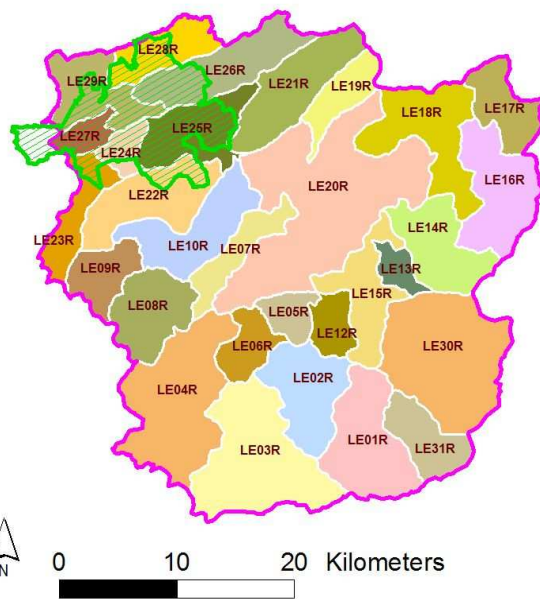 LE28R
LE29R
LE26R
LE21R
LE19R
LE18R
LE17R
LE27R
LE25R
LE24R
LE16R
LE20R
LE22R
LE14R
LE23R
LE10R
LE07R
LE13R
LE09R
LE15R
LE08R
LE05R
LE12R
LE06R
LE30R
LE02R
LE04R
LE01R
LE03R
LE31R
N
0 10 20 Kilometers